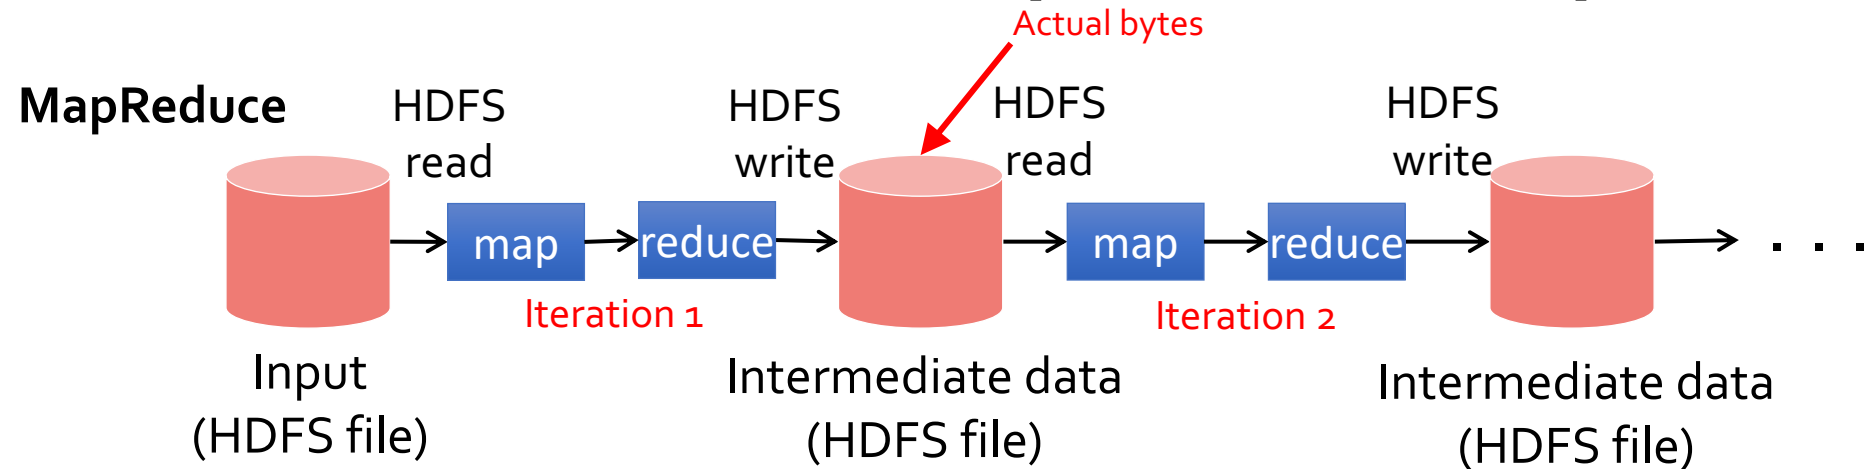 Actual bytes
MapReduce
HDFS
read
HDFS
write
HDFS
read
HDFS
write
map
reduce
map
reduce
. . .
Iteration 1
Iteration 2
Input
(HDFS file)
Intermediate data
(HDFS file)
Intermediate data
(HDFS file)